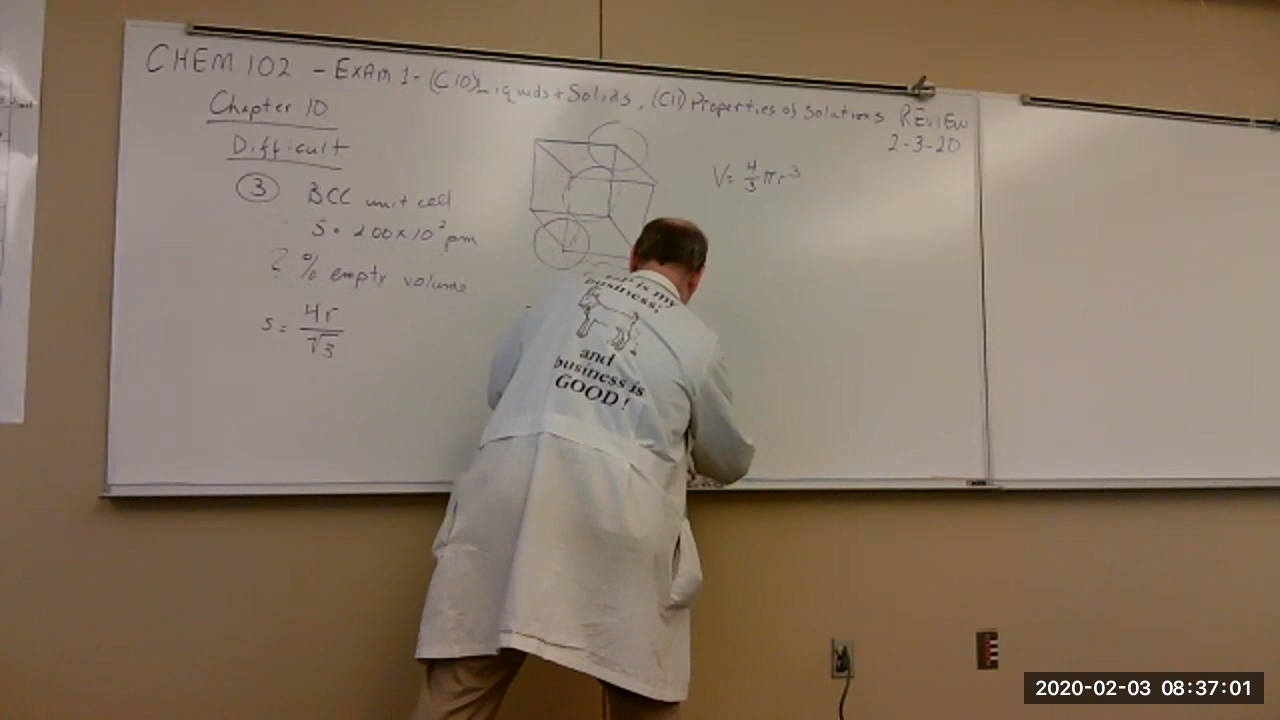 CHEM 102 - EXAM 1 - (C10) Liquids + Solids, (C11) Properties of Solutions REVIEW
2-3-20
Chapter 10
Difficult
3 BCC unit cell
S = 2.00 x 10² pm
? % empty volume
s = 4r/√3
V = 4/3 πr³
is my
business;
and
business is
GOOD!
2020-02-03 08:37:01